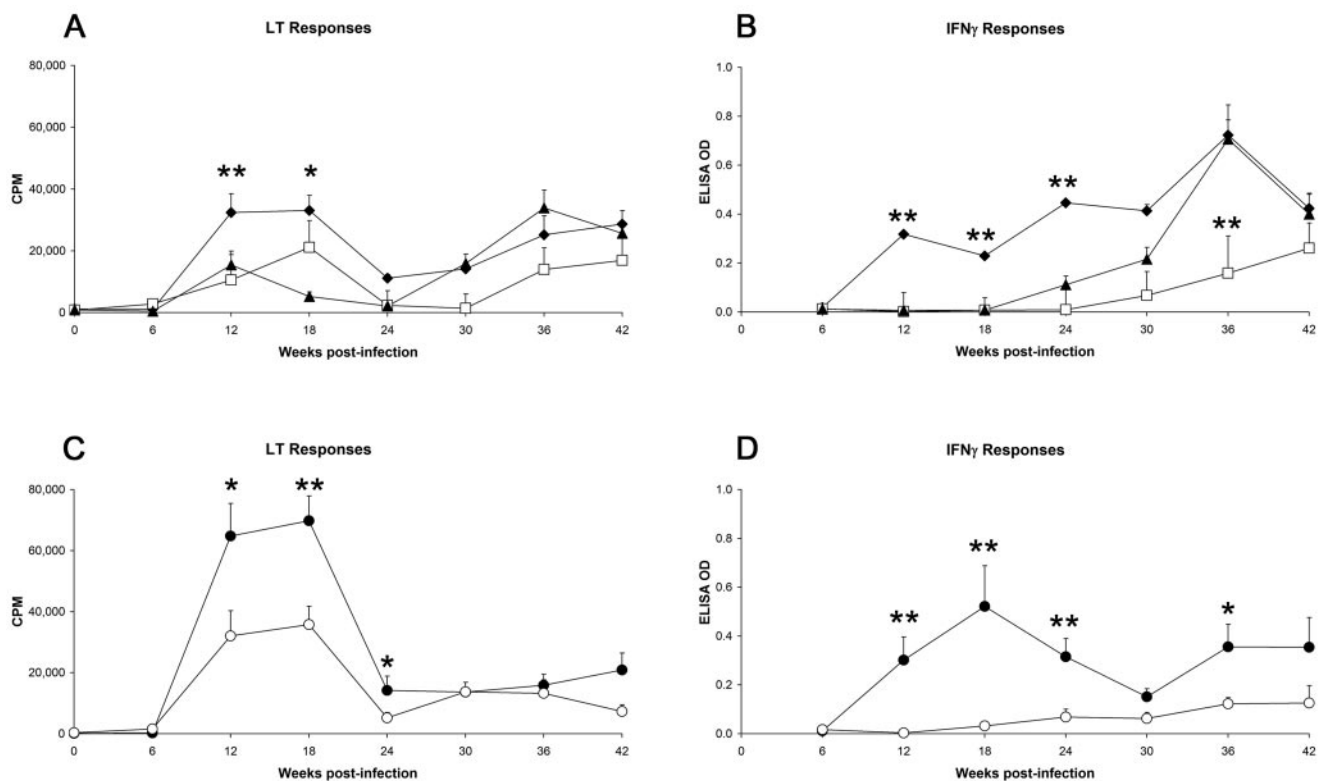 A
LT Responses
CPM
80,000
60,000
40,000
20,000
0
** *
0 6 12 18 24 30 36 42
Weeks post-infection
B
IFNγ Responses
ELISA OD
1.0
0.8
0.6
0.4
0.2
0.0
** ** ** **
0 6 12 18 24 30 36 42
Weeks post-infection
C
LT Responses
CPM
80,000
60,000
40,000
20,000
0
* ** *
0 6 12 18 24 30 36 42
Weeks post-infection
D
IFNγ Responses
ELISA OD
1.0
0.8
0.6
0.4
0.2
0.0
** ** ** *
0 6 12 18 24 30 36 42
Weeks post-infection